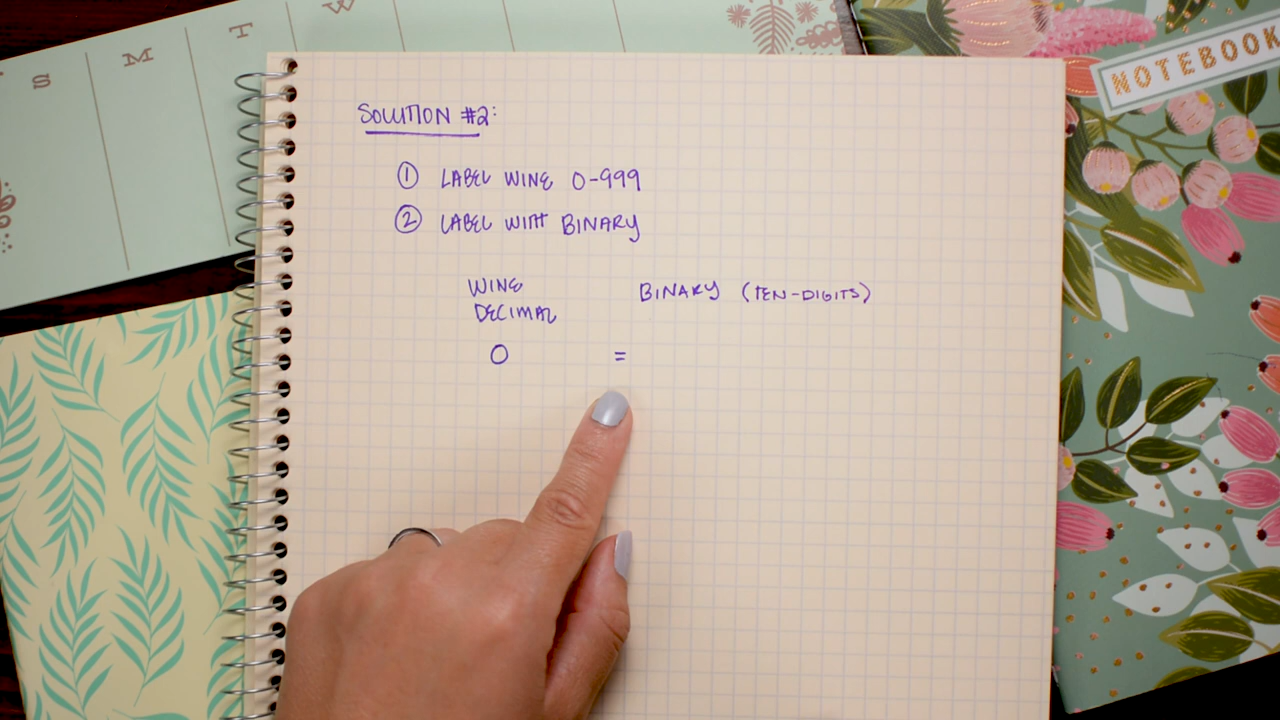 S M T W
NOTEBOOK
SOLUTION #2:
① LABEL WINE 0-999
② LABEL WITH BINARY
WINE BINARY (TEN-DIGITS)
DECIMAL
0 =